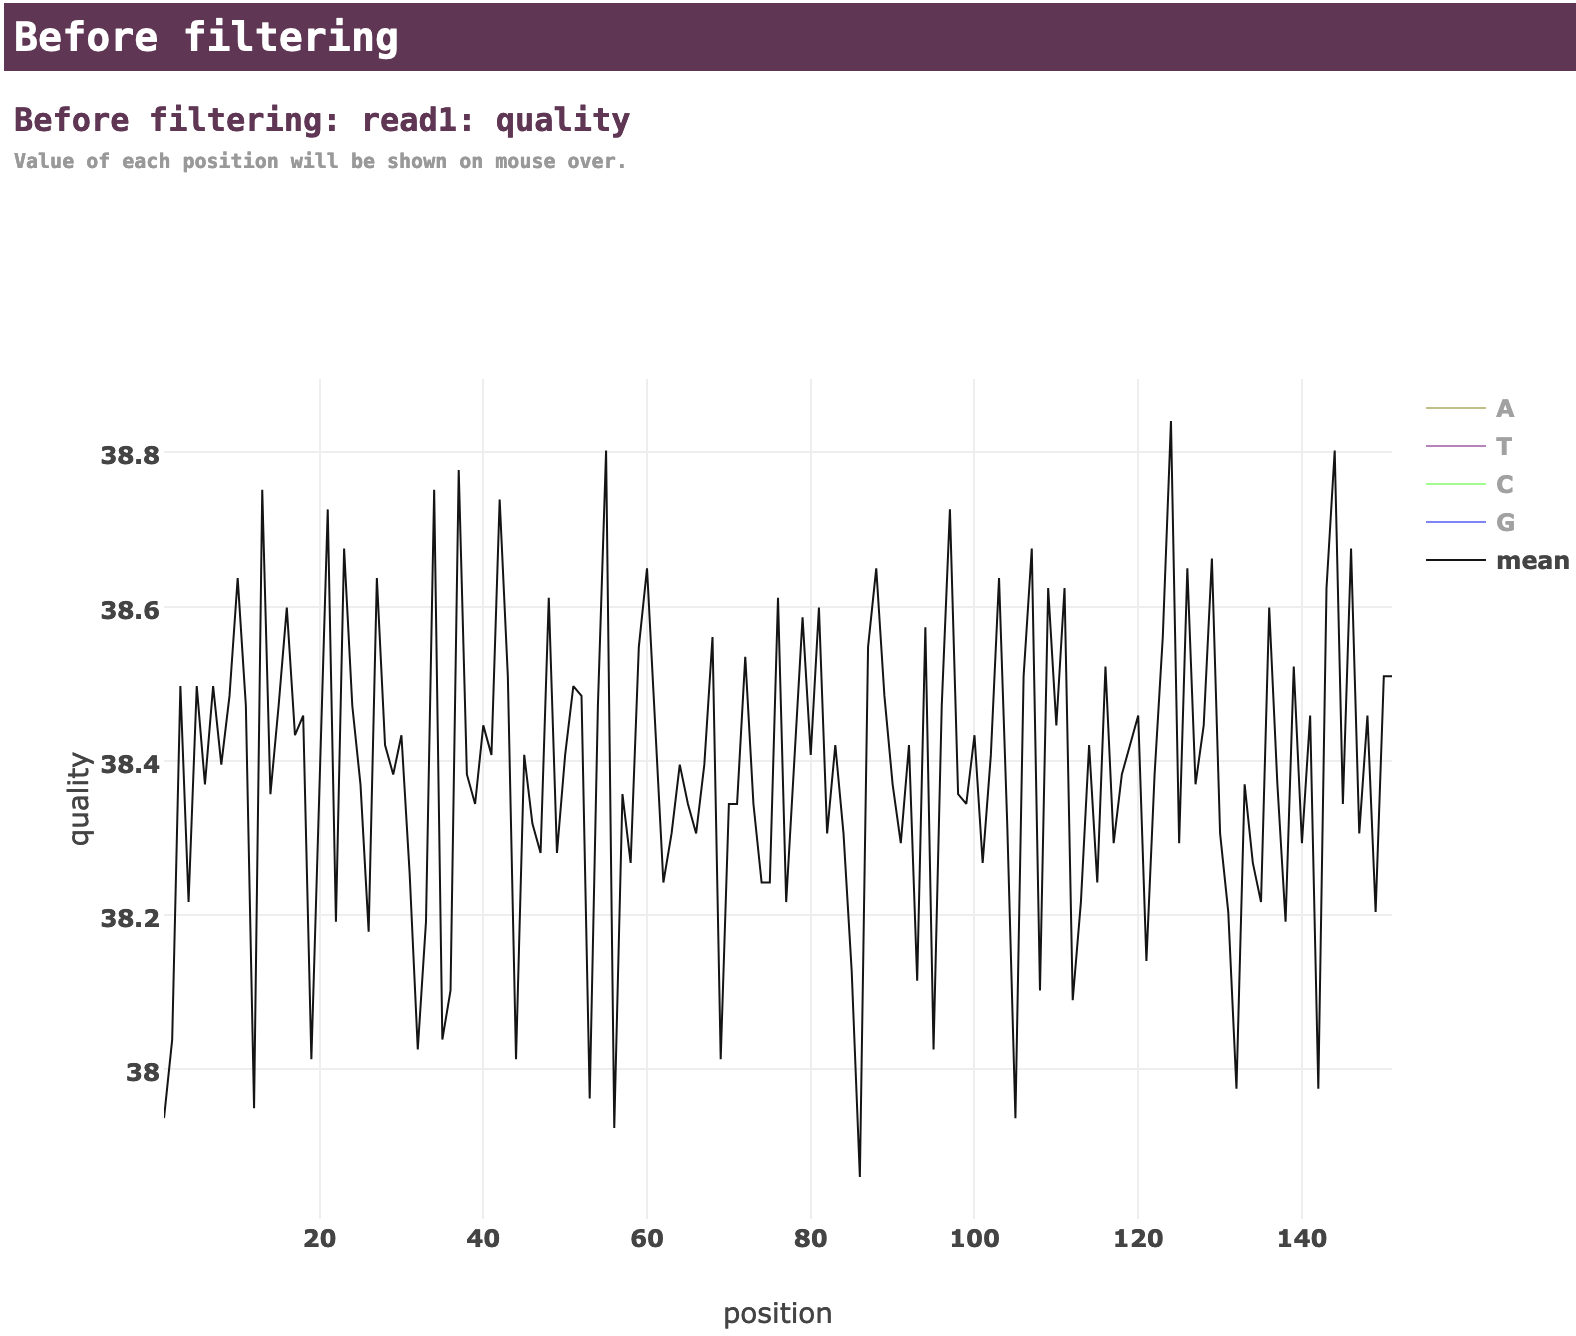 Before filtering
Before filtering: read1: quality
Value of each position will be shown on mouse over.
A
T
C
G
mean
38.8
38.6
38.4
38.2
38
quality
20 40 60 80 100 120 140
position